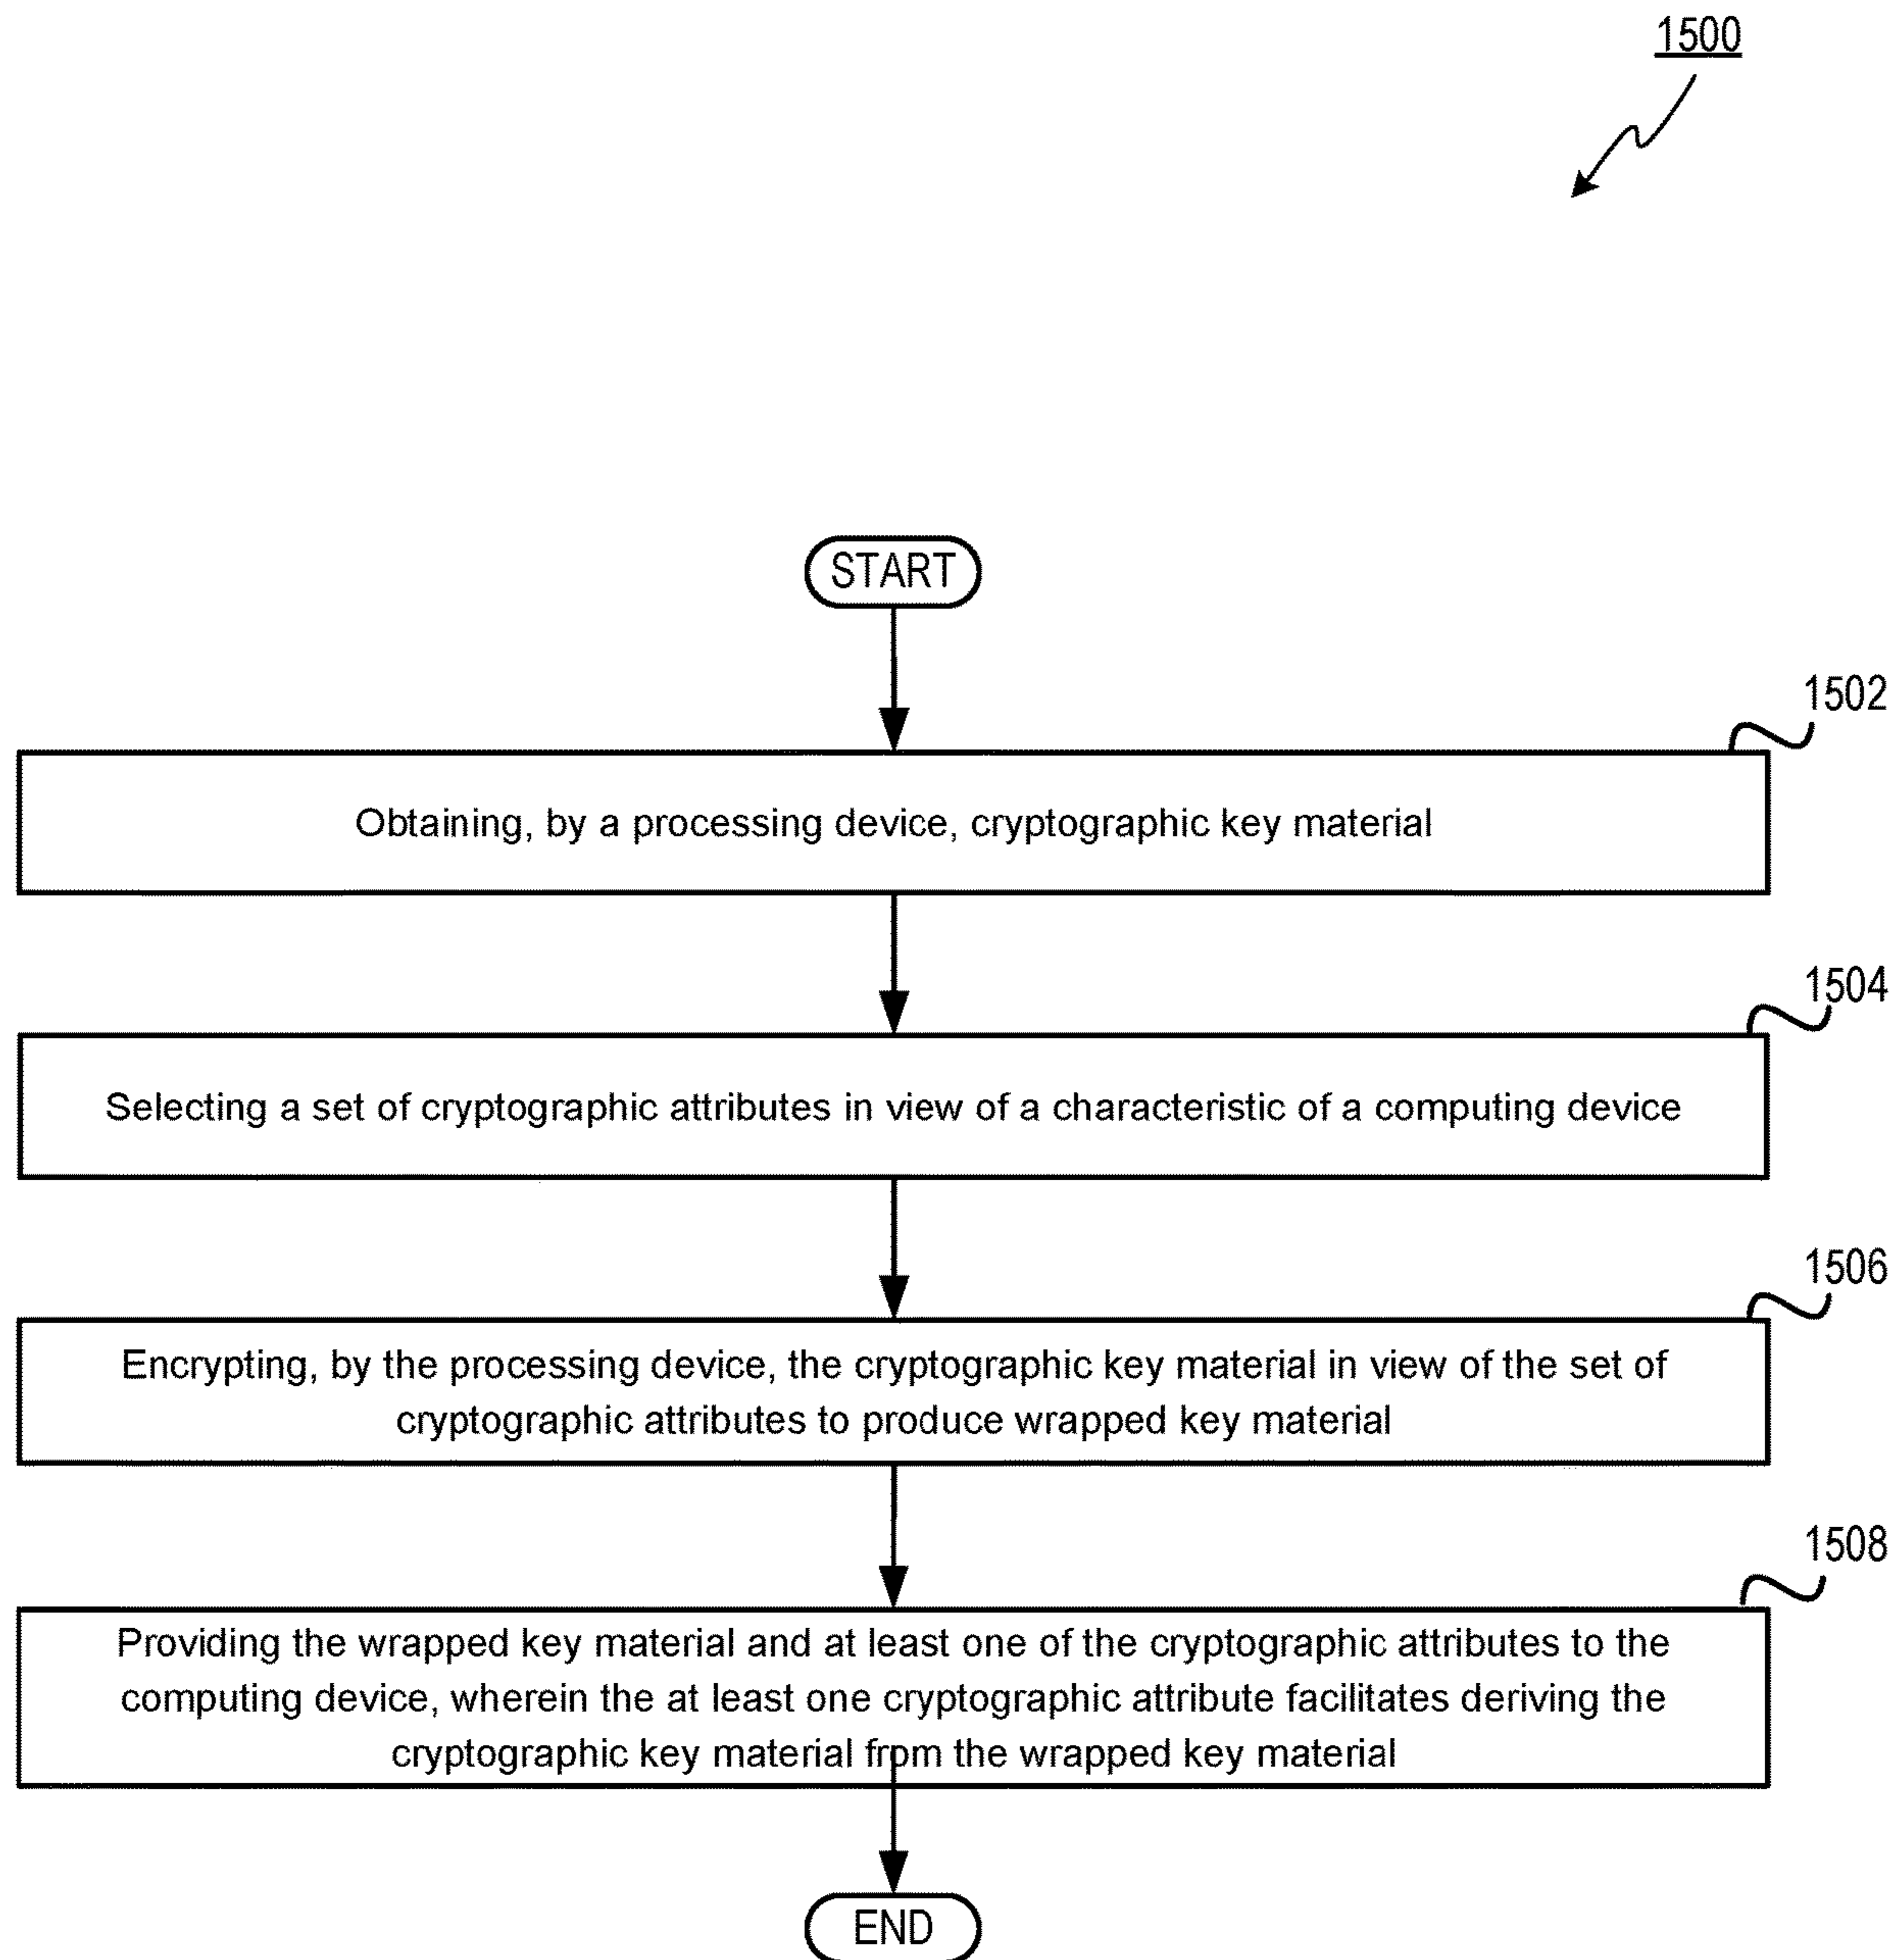 1500
START
1502
Obtaining, by a processing device, cryptographic key material
1504
Selecting a set of cryptographic attributes in view of a characteristic of a computing device
1506
Encrypting, by the processing device, the cryptographic key material in view of the set of
cryptographic attributes to produce wrapped key material
1508
Providing the wrapped key material and at least one of the cryptographic attributes to the
computing device, wherein the at least one cryptographic attribute facilitates deriving the
cryptographic key material from the wrapped key material
END